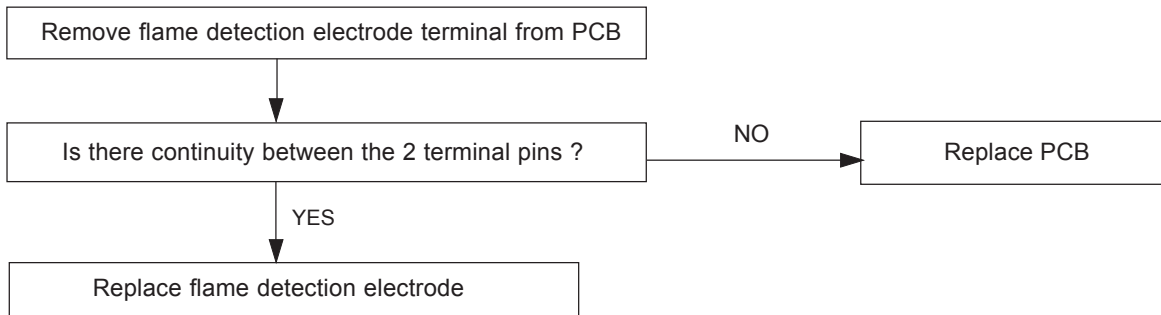 Remove flame detection electrode terminal from PCB
Is there continuity between the 2 terminal pins ?
NO
Replace PCB
YES
Replace flame detection electrode